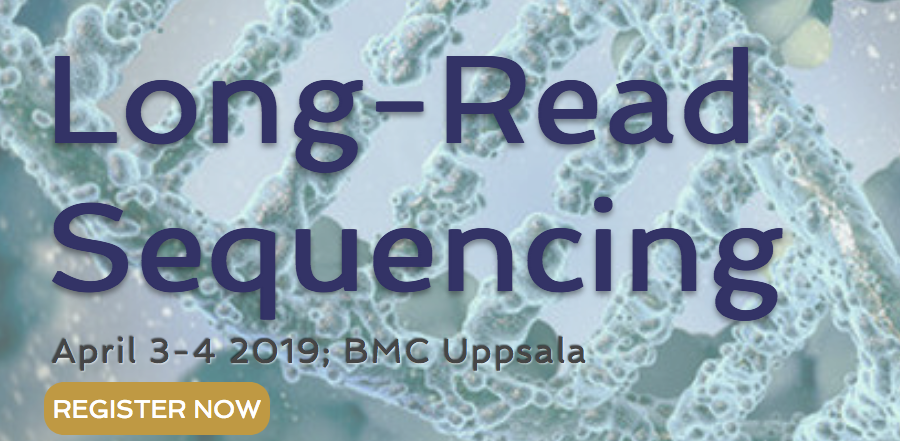 Long-Read
Sequencing
April 3-4 2019; BMC Uppsala
REGISTER NOW